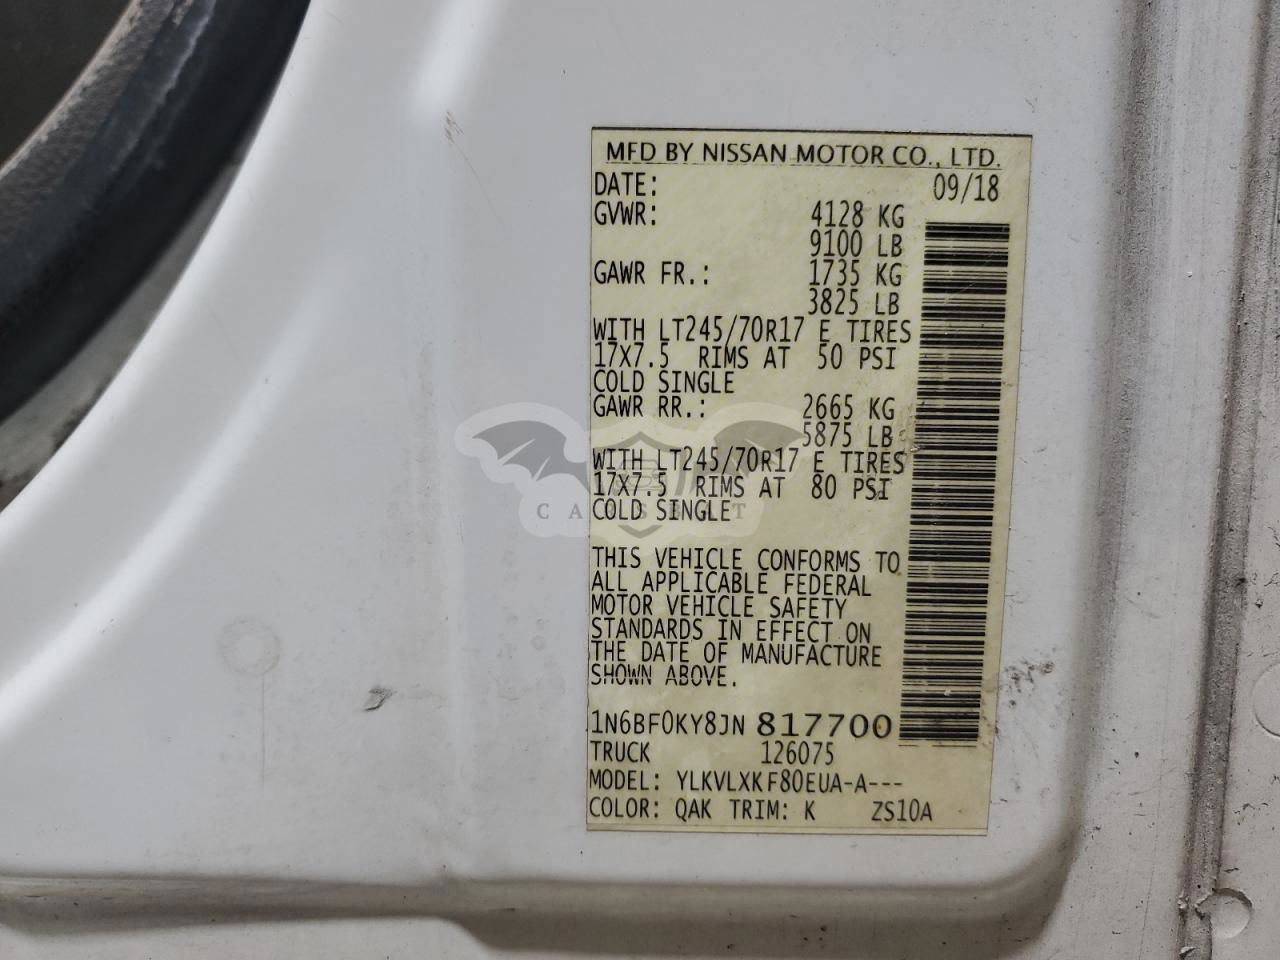 MFD BY NISSAN MOTOR CO., LTD.
DATE: 09/18
GVWR: 4128 KG
9100 LB
GAWR FR.: 1735 KG
3825 LB
WITH LT245/70R17 E TIRES
17X7.5 RIMS AT 50 PSI
COLD SINGLE
GAWR RR.: 2665 KG
5875 LB
WITH LT245/70R17 E TIRES
17X7.5 RIMS AT 80 PSI
COLD SINGLE
THIS VEHICLE CONFORMS TO
ALL APPLICABLE FEDERAL
MOTOR VEHICLE SAFETY
STANDARDS IN EFFECT ON
THE DATE OF MANUFACTURE
SHOWN ABOVE.
1N6BF0KY8JN 817700
TRUCK 126075
MODEL: YLKVLXKF80EUA-A---
COLOR: QAK TRIM: K ZS10A